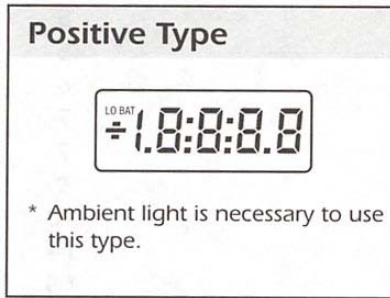 Positive Type
LO BAT
÷1.8:8:8.8
* Ambient light is necessary to use
this type.